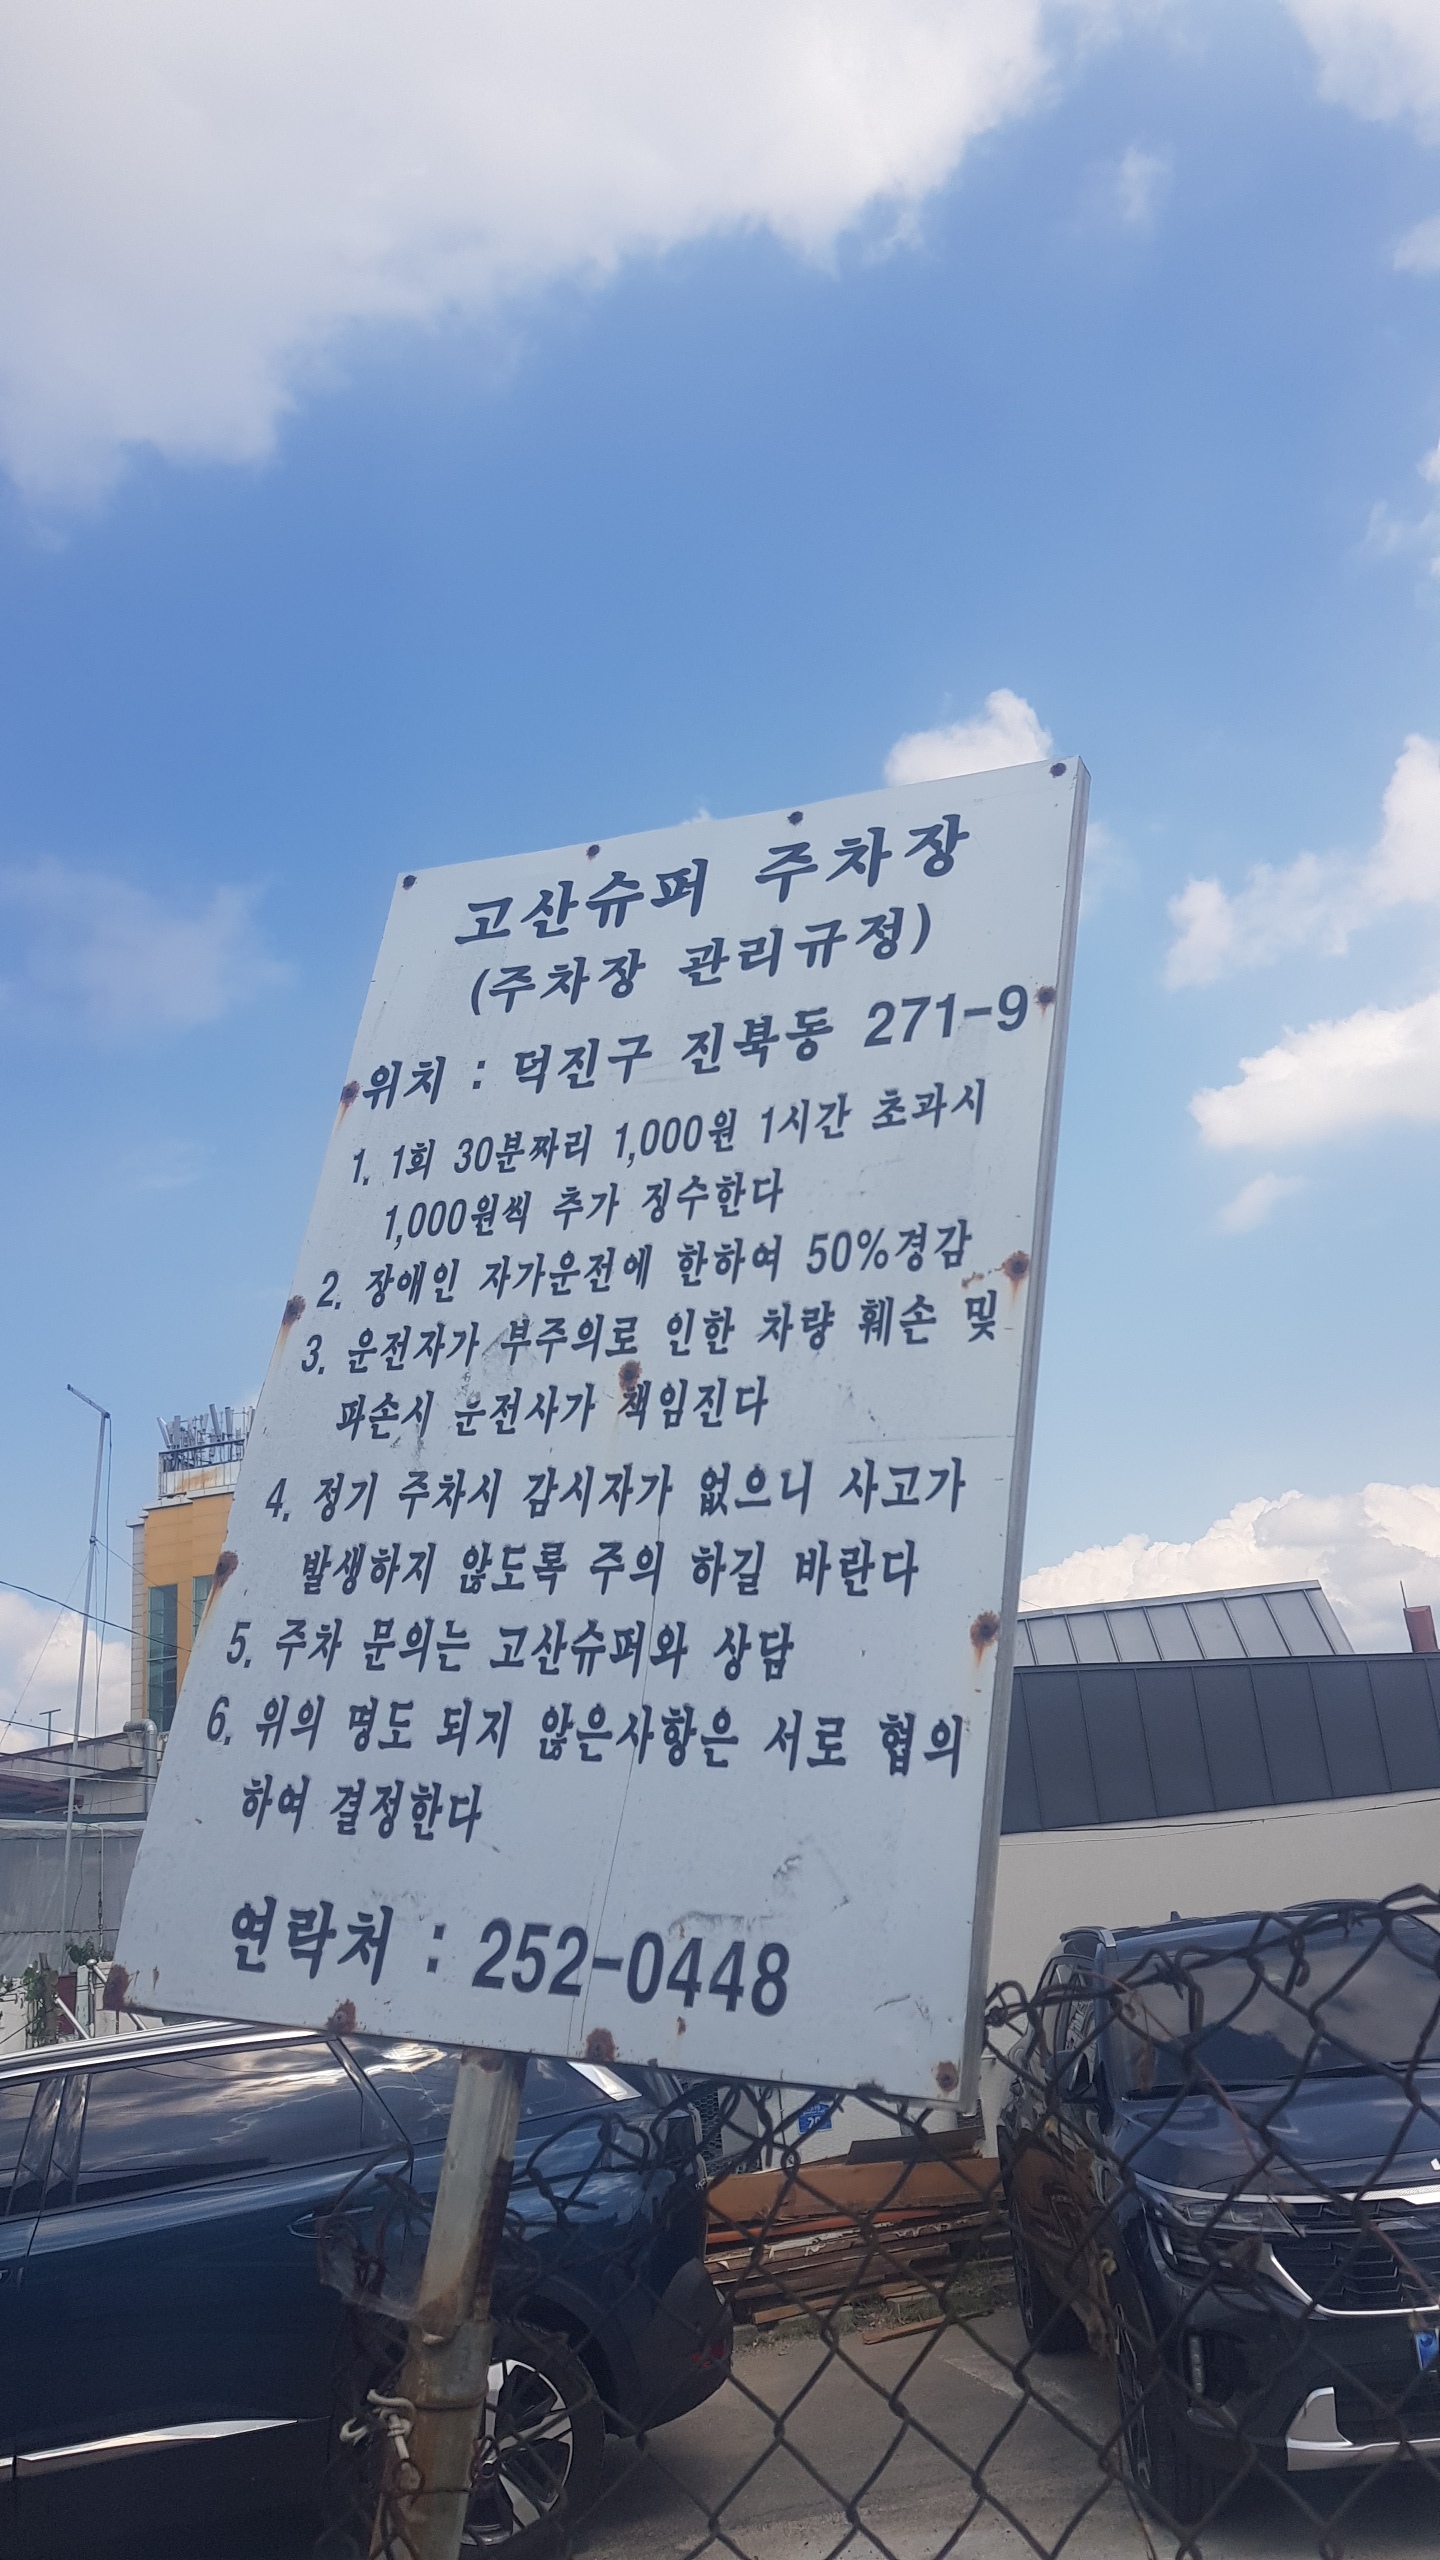 고산슈퍼 주차장
(주차장 관리규정)
위치 : 덕진구 진북동 271-9
1. 1회 30분짜리 1,000원 1시간 초과시
1,000원씩 추가 징수한다
2. 장애인 자가운전에 한하여 50%경감
3. 운전자가 부주의로 인한 차량 훼손 및
파손시 운전사가 책임진다
4. 정기 주차시 감시자가 없으니 사고가
발생하지 않도록 주의 하길 바란다
5. 주차 문의는 고산슈퍼와 상담
6. 위의 명도 되지 않은사항은 서로 협의
하여 결정한다
연락처 : 252-0448